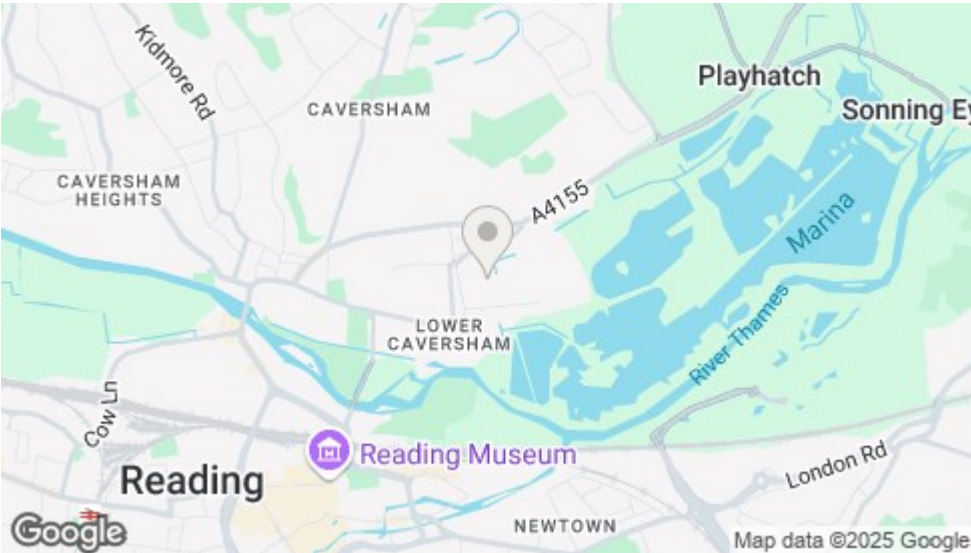 Kidmore Rd
CAVERSHAM
Playhatch
Sonning Ey
CAVERSHAM
HEIGHTS
A4155
Marina
LOWER
CAVERSHAM
River Thames
Cow Ln
Reading Museum
Reading
London Rd
NEWTOWN
Google
Map data ©2025 Google